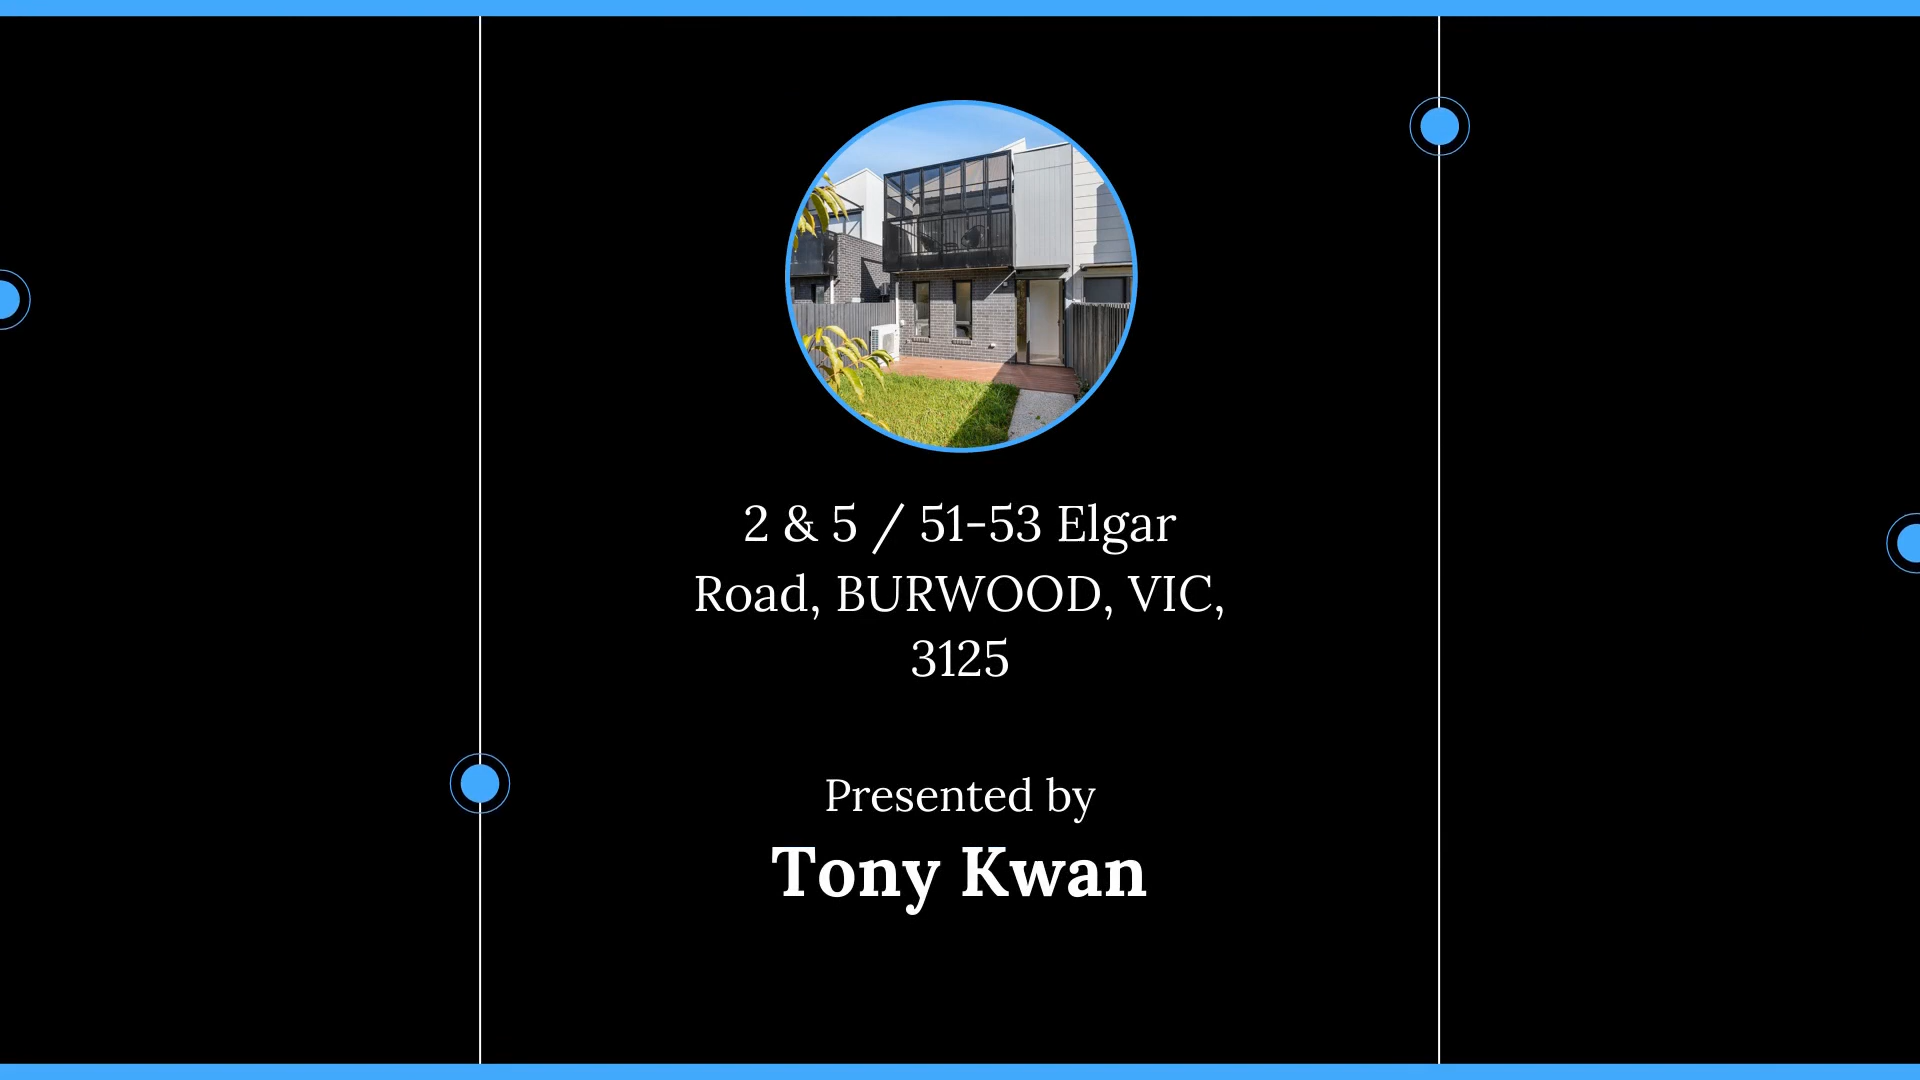 2 & 5 / 51-53 Elgar
Road, BURWOOD, VIC,
3125
Presented by
Tony Kwan